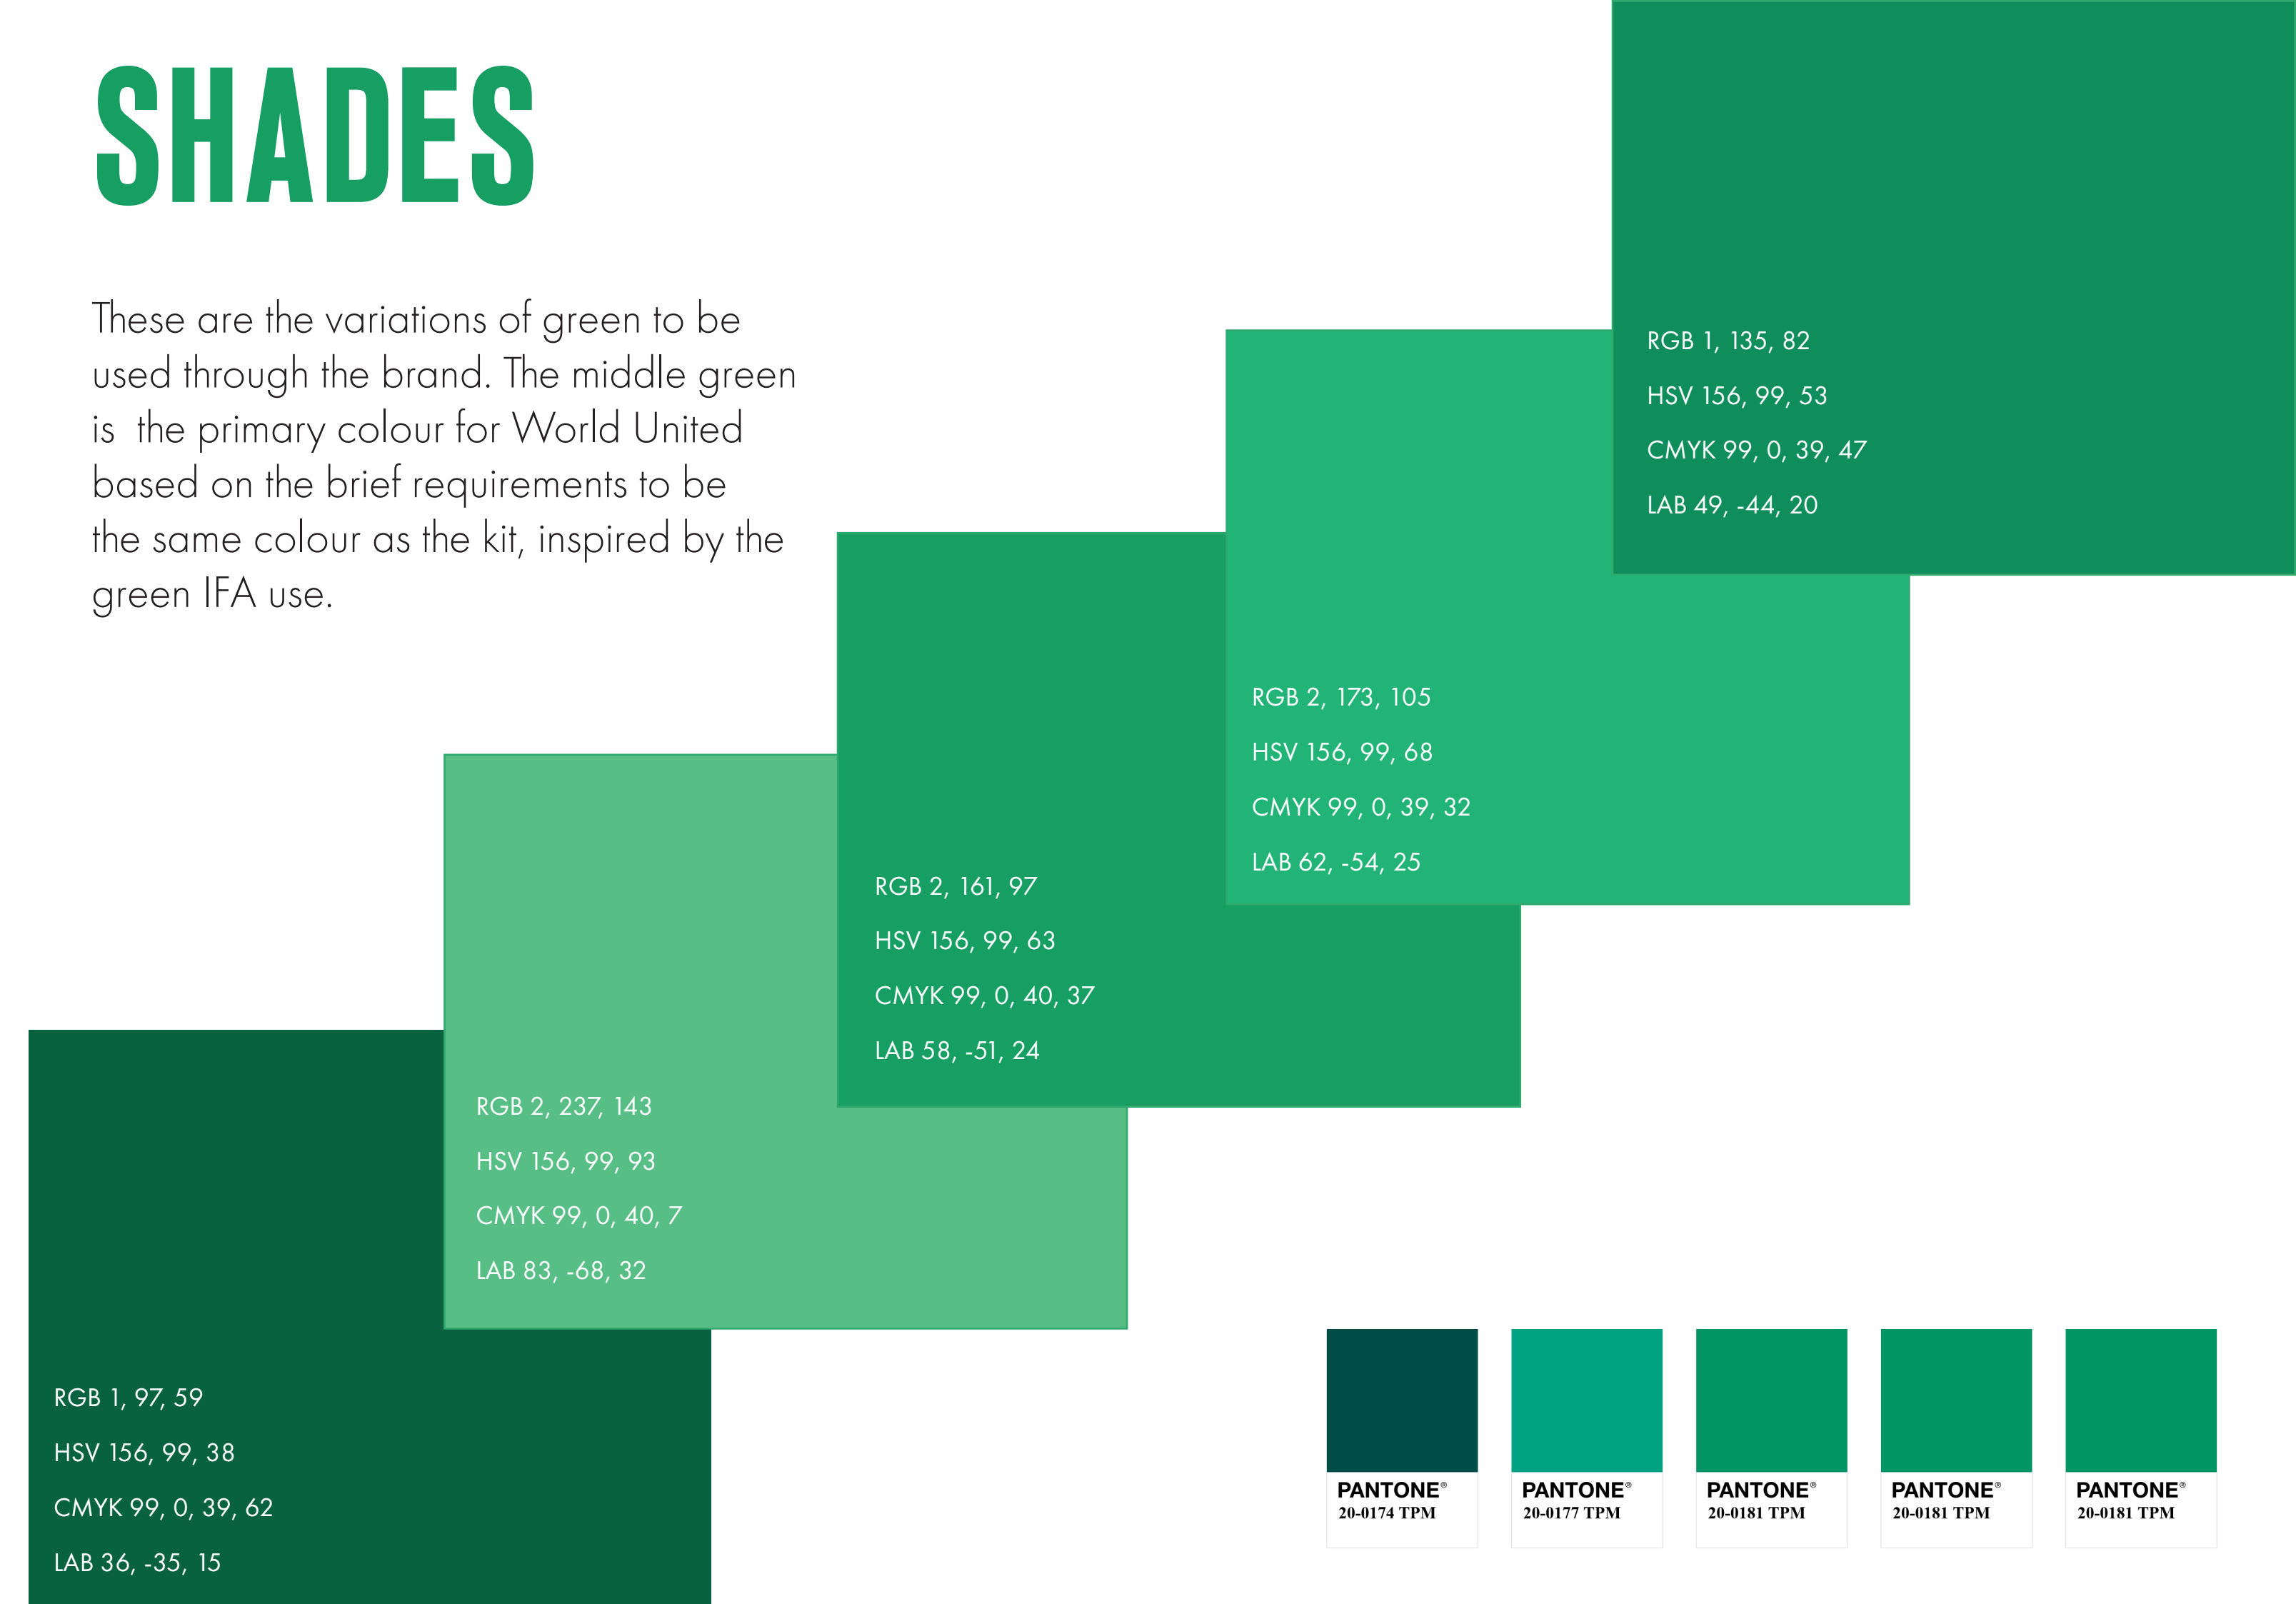 SHADES
These are the variations of green to be
used through the brand. The middle green
is  the primary colour for World United
based on the brief requirements to be
the same colour as the kit, inspired by the
green IFA use.
RGB 1, 135, 82
HSV 156, 99, 53
CMYK 99, 0, 39, 47
LAB 49, -44, 20
RGB 2, 173, 105
HSV 156, 99, 68
CMYK 99, 0, 39, 32
LAB 62, -54, 25
RGB 2, 161, 97
HSV 156, 99, 63
CMYK 99, 0, 40, 37
LAB 58, -51, 24
RGB 2, 237, 143
HSV 156, 99, 93
CMYK 99, 0, 40, 7
LAB 83, -68, 32
RGB 1, 97, 59
HSV 156, 99, 38
CMYK 99, 0, 39, 62
LAB 36, -35, 15
PANTONE®
20-0174 TPM
PANTONE®
20-0177 TPM
PANTONE®
20-0181 TPM
PANTONE®
20-0181 TPM
PANTONE®
20-0181 TPM